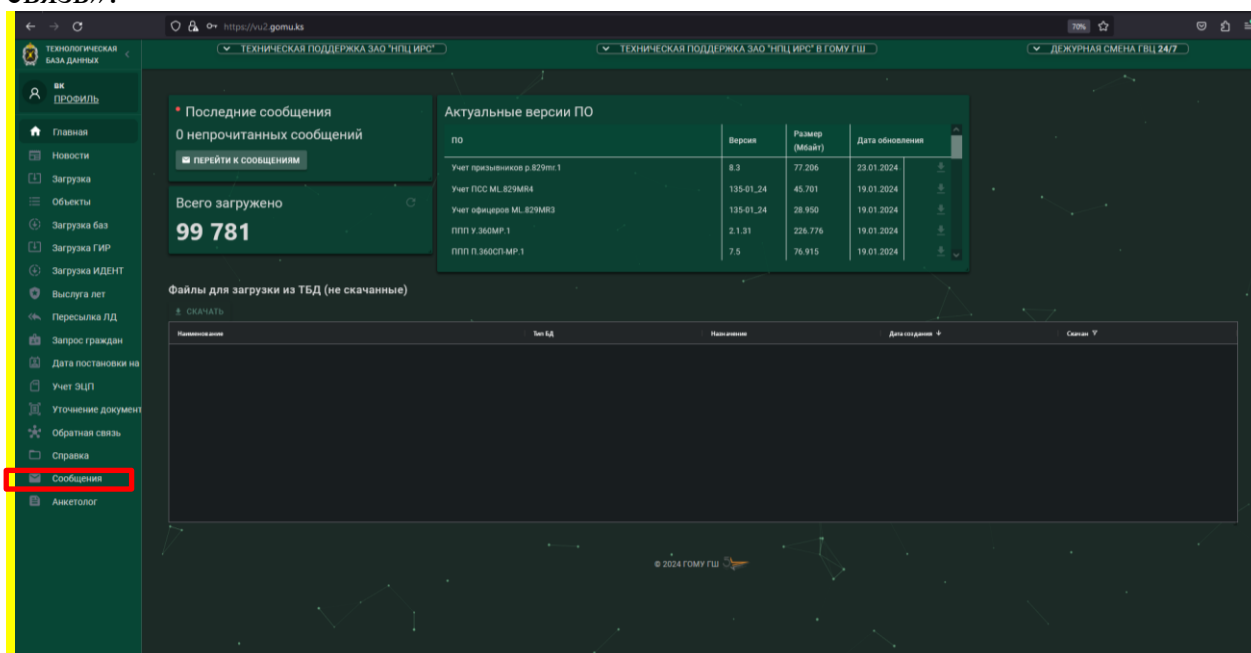 связь».
https://vu2.gomu.ks
70%
ТЕХНОЛОГИЧЕСКАЯ
БАЗА ДАННЫХ
ТЕХНИЧЕСКАЯ ПОДДЕРЖКА ЗАО "НПЦ ИРС"
ТЕХНИЧЕСКАЯ ПОДДЕРЖКА ЗАО "НПЦ ИРС" В ГОМУ ГШ
ДЕЖУРНАЯ СМЕНА ГВЦ 24/7
ВК
ПРОФИЛЬ
Главная
Новости
Загрузка
Объекты
Загрузка баз
Загрузка ГИР
Загрузка ИДЕНТ
Выслуга лет
Пересылка ЛД
Запрос граждан
Дата постановки на
Учет ЭЦП
Уточнение документ
Обратная связь
Справка
Сообщения
Анкетолог
Последние сообщения
0 непрочитанных сообщений
ПЕРЕЙТИ К СООБЩЕНИЯМ
Всего загружено
99 781
Актуальные версии ПО
ПО Версия Размер (Мбайт) Дата обновления
Учет призывников р.829mr.1 8.3 77.206 23.01.2024
Учет ПСС ML.829MR4 135-01_24 45.701 19.01.2024
Учет офицеров ML.829MR3 135-01_24 28.950 19.01.2024
ППП У.360МР.1 2.1.31 226.776 19.01.2024
ППП П.360СП-МР.1 7.5 76.915 19.01.2024
Файлы для загрузки из ТБД (не скачанные)
СКАЧАТЬ
Наименование Тип БД Назначение Дата создания Скачан
© 2024 ГОМУ ГШ